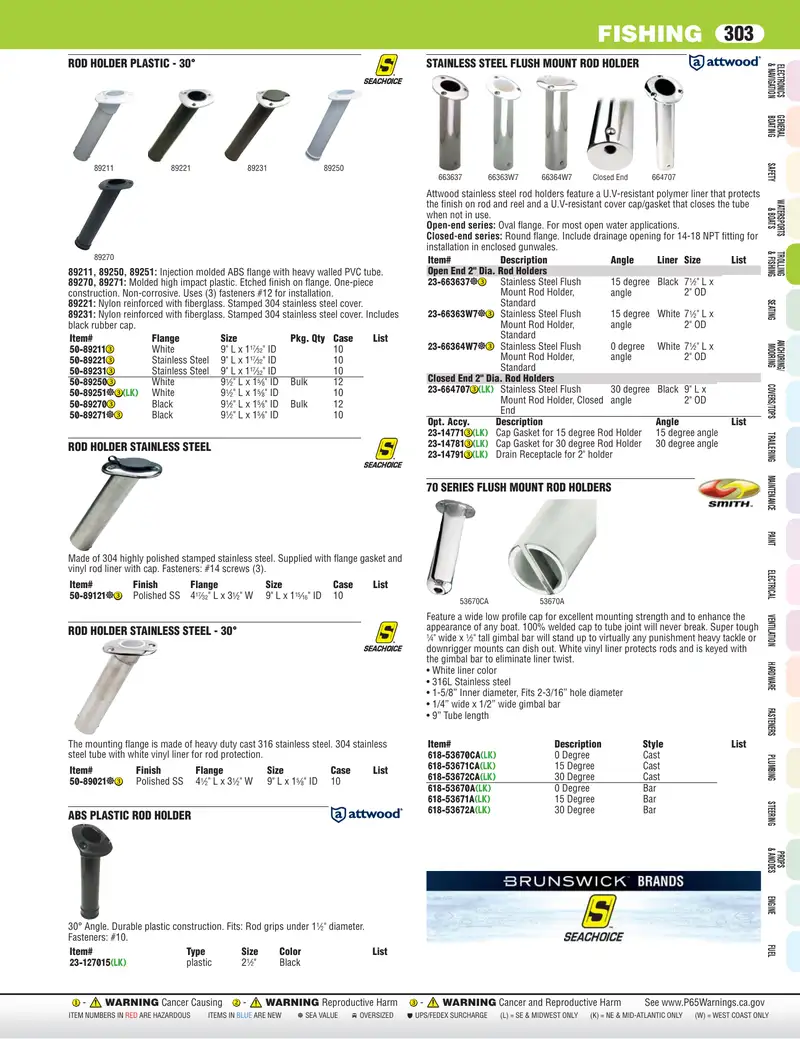 FISHING 303
ROD HOLDER PLASTIC - 30°
SEACHOICE
89211 89221 89231 89250
89270
89211, 89250, 89251: Injection molded ABS flange with heavy walled PVC tube.
89270, 89271: Molded high impact plastic. Etched finish on flange. One-piece
construction. Non-corrosive. Uses (3) fasteners #12 for installation.
89221: Nylon reinforced with fiberglass. Stamped 304 stainless steel cover.
89231: Nylon reinforced with fiberglass. Stamped 304 stainless steel cover. Includes
black rubber cap.
Item# Flange Size Pkg. Qty Case List
50-89211 3 White 9" L x 1 17/32" ID 10
50-89221 3 Stainless Steel 9" L x 1 17/32" ID 10
50-89231 3 Stainless Steel 9" L x 1 17/32" ID 10
50-89250 3 White 9½" L x 1⅝" ID Bulk 12
50-89251 3 (LK) White 9½" L x 1⅝" ID 10
50-89270 3 Black 9½" L x 1⅝" ID Bulk 12
50-89271 3 Black 9½" L x 1⅝" ID 10
ROD HOLDER STAINLESS STEEL
SEACHOICE
Made of 304 highly polished stamped stainless steel. Supplied with flange gasket and
vinyl rod liner with cap. Fasteners: #14 screws (3).
Item# Finish Flange Size Case List
50-89121 3 Polished SS 4 17/32" L x 3½" W 9" L x 1 15/16" ID 10
ROD HOLDER STAINLESS STEEL - 30°
SEACHOICE
The mounting flange is made of heavy duty cast 316 stainless steel. 304 stainless
steel tube with white vinyl liner for rod protection.
Item# Finish Flange Size Case List
50-89021 3 Polished SS 4½" L x 3½" W 9" L x 1⅝" ID 10
ABS PLASTIC ROD HOLDER
attwood
30° Angle. Durable plastic construction. Fits: Rod grips under 1½" diameter.
Fasteners: #10.
Item# Type Size Color List
23-127015(LK) plastic 2½" Black
STAINLESS STEEL FLUSH MOUNT ROD HOLDER
attwood
663637 66363W7 66364W7 Closed End 664707
Attwood stainless steel rod holders feature a U.V-resistant polymer liner that protects
the finish on rod and reel and a U.V-resistant cover cap/gasket that closes the tube
when not in use.
Open-end series: Oval flange. For most open water applications.
Closed-end series: Round flange. Include drainage opening for 14-18 NPT fitting for
installation in enclosed gunwales.
Item# Description Angle Liner Size List
Open End 2" Dia. Rod Holders
23-663637 3 Stainless Steel Flush 15 degree Black 7½" L x
Mount Rod Holder, angle 2" OD
Standard
23-66363W7 3 Stainless Steel Flush 15 degree White 7½" L x
Mount Rod Holder, angle 2" OD
Standard
23-66364W7 3 Stainless Steel Flush 0 degree White 7½" L x
Mount Rod Holder, angle 2" OD
Standard
Closed End 2" Dia. Rod Holders
23-664707 3 (LK) Stainless Steel Flush 30 degree Black 9" L x
Mount Rod Holder, Closed angle 2" OD
End
Opt. Accy. Description Angle List
23-14771 3 (LK) Cap Gasket for 15 degree Rod Holder 15 degree angle
23-14781 3 (LK) Cap Gasket for 30 degree Rod Holder 30 degree angle
23-14791 3 (LK) Drain Receptacle for 2" holder
70 SERIES FLUSH MOUNT ROD HOLDERS
SMITH
53670CA 53670A
Feature a wide low profile cap for excellent mounting strength and to enhance the
appearance of any boat. 100% welded cap to tube joint will never break. Super tough
¼" wide x ½" tall gimbal bar will stand up to virtually any punishment heavy tackle or
downrigger mounts can dish out. White vinyl liner protects rods and is keyed with
the gimbal bar to eliminate liner twist.
• White liner color
• 316L Stainless steel
• 1-5/8" Inner diameter, Fits 2-3/16" hole diameter
• 1/4" wide x 1/2" wide gimbal bar
• 9" Tube length
Item# Description Style List
618-53670CA(LK) 0 Degree Cast
618-53671CA(LK) 15 Degree Cast
618-53672CA(LK) 30 Degree Cast
618-53670A(LK) 0 Degree Bar
618-53671A(LK) 15 Degree Bar
618-53672A(LK) 30 Degree Bar
BRUNSWICK BRANDS
SEACHOICE
ELECTRONICS
& NAVIGATION
GENERAL
BOATING
SAFETY
WATERSPORTS
& BOATS
TROLLING
& FISHING
SEATING
ANCHORING/
MOORING
COVERS/TOPS
TRAILERING
MAINTENANCE
PAINT
ELECTRICAL
VENTILATION
HARDWARE
FASTENERS
PLUMBING
STEERING
PROPS
& ANODES
ENGINE
FUEL
1 - WARNING Cancer Causing 2 - WARNING Reproductive Harm 3 - WARNING Cancer and Reproductive Harm See www.P65Warnings.ca.gov
ITEM NUMBERS IN RED ARE HAZARDOUS ITEMS IN BLUE ARE NEW SEA VALUE OVERSIZED UPS/FEDEX SURCHARGE (L) = SE & MIDWEST ONLY (K) = NE & MID-ATLANTIC ONLY (W) = WEST COAST ONLY